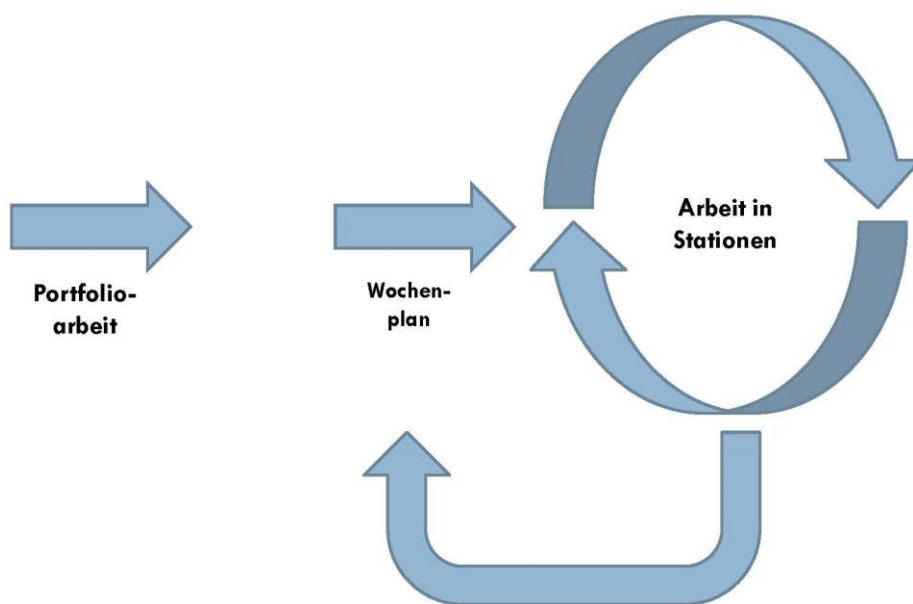 Portfolio-
arbeit
Wochen-
plan
Arbeit in
Stationen